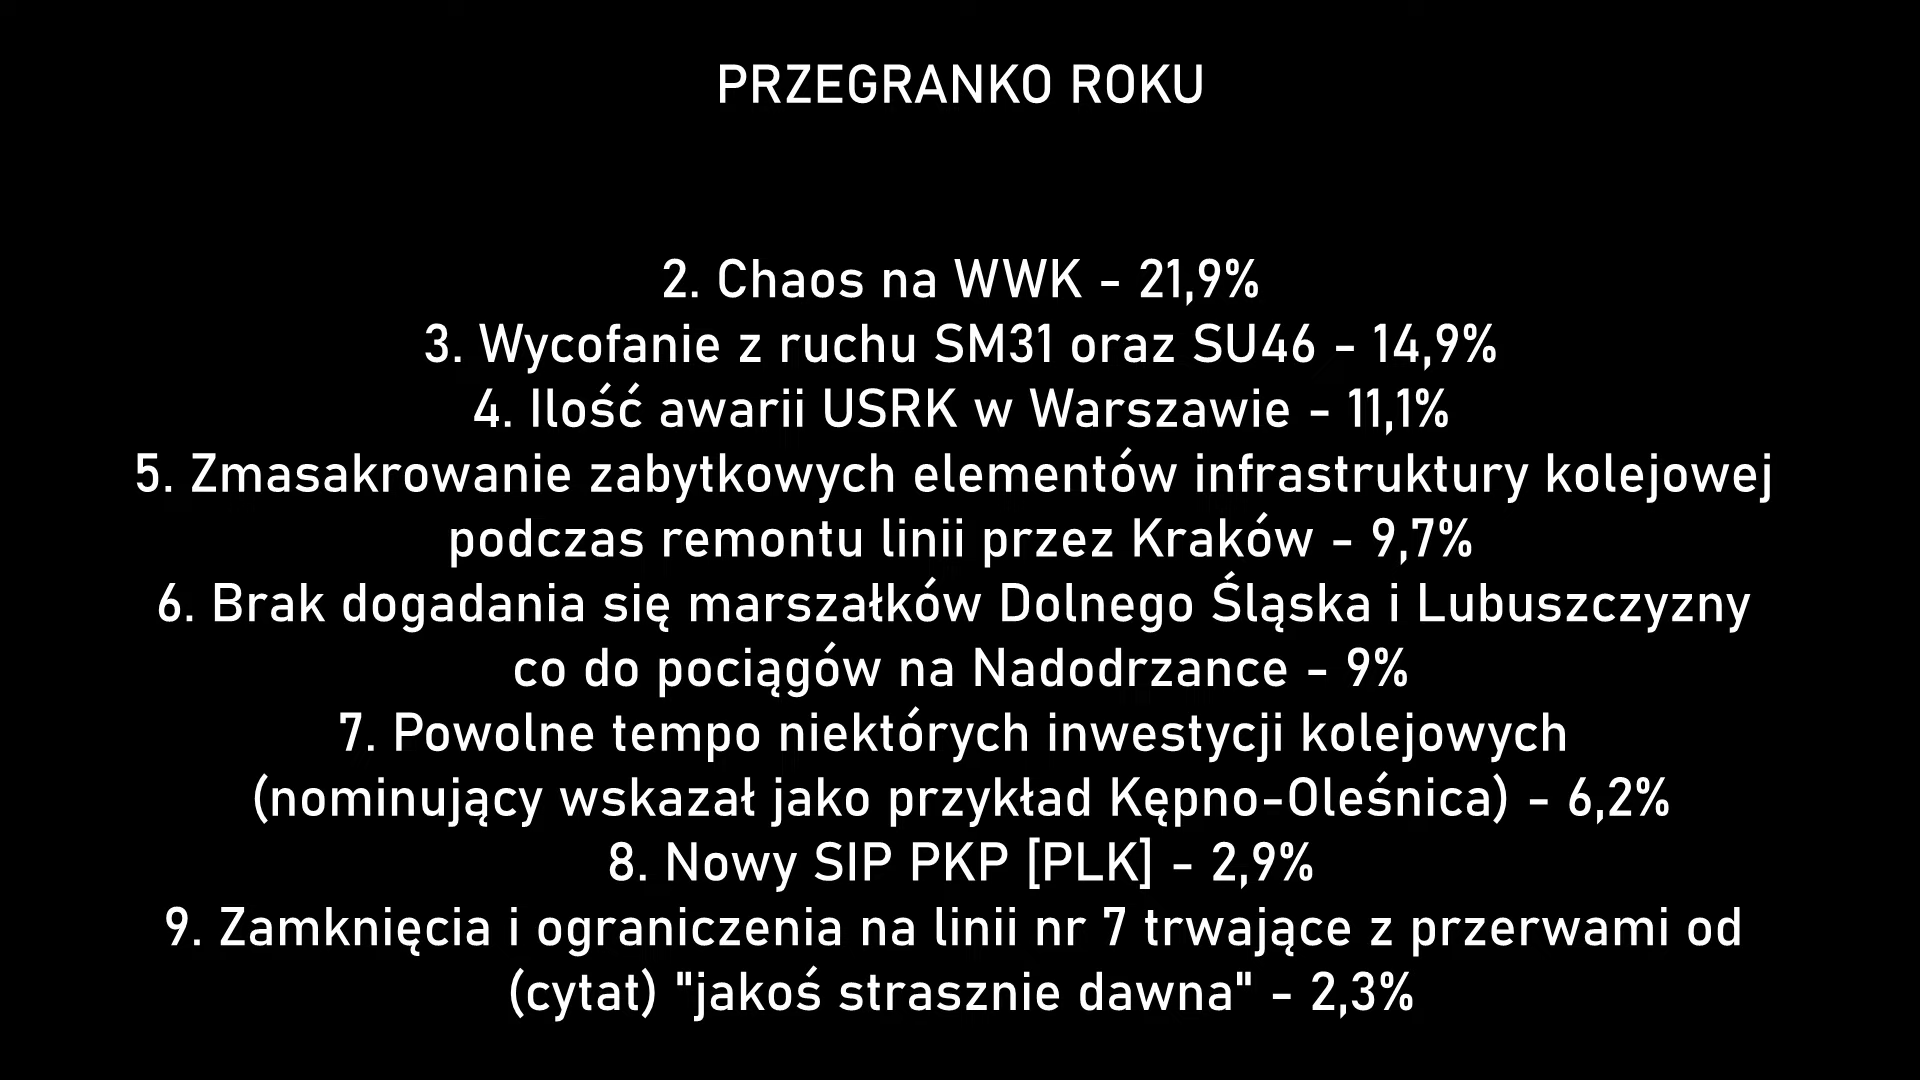 PRZEGRANKO ROKU
2. Chaos na WWK - 21,9%
3. Wycofanie z ruchu SM31 oraz SU46 - 14,9%
4. Ilość awarii USRK w Warszawie - 11,1%
5. Zmasakrowanie zabytkowych elementów infrastruktury kolejowej
podczas remontu linii przez Kraków - 9,7%
6. Brak dogadania się marszałków Dolnego Śląska i Lubuszczyzny
co do pociągów na Nadodrzance - 9%
7. Powolne tempo niektórych inwestycji kolejowych
(nominujący wskazał jako przykład Kępno-Oleśnica) - 6,2%
8. Nowy SIP PKP [PLK] - 2,9%
9. Zamknięcia i ograniczenia na linii nr 7 trwające z przerwami od
(cytat) "jakoś strasznie dawna" - 2,3%